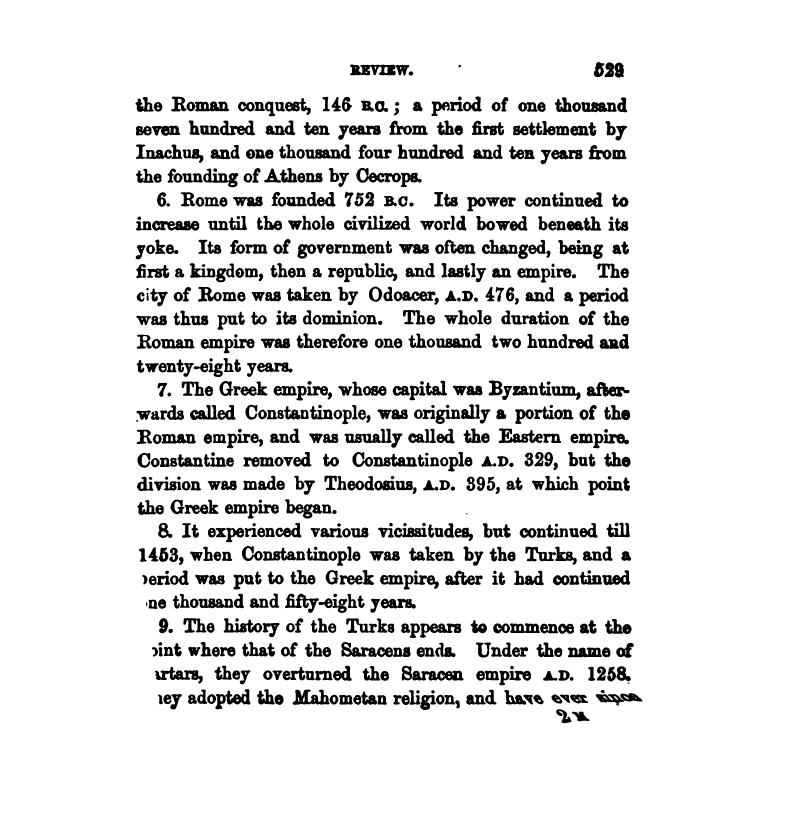 REVIEW. 529
the Roman conquest, 146 B.C.; a period of one thousand
seven hundred and ten years from the first settlement by
Inachus, and one thousand four hundred and ten years from
the founding of Athens by Cecrops.
6. Rome was founded 752 B.C. Its power continued to
increase until the whole civilized world bowed beneath its
yoke. Its form of government was often changed, being at
first a kingdom, then a republic, and lastly an empire. The
city of Rome was taken by Odoacer, A.D. 476, and a period
was thus put to its dominion. The whole duration of the
Roman empire was therefore one thousand two hundred and
twenty-eight years.
7. The Greek empire, whose capital was Byzantium, after-
wards called Constantinople, was originally a portion of the
Roman empire, and was usually called the Eastern empire.
Constantine removed to Constantinople A.D. 329, but the
division was made by Theodosius, A.D. 395, at which point
the Greek empire began.
8. It experienced various vicissitudes, but continued till
1453, when Constantinople was taken by the Turks, and a
eriod was put to the Greek empire, after it had continued
ne thousand and fifty-eight years.
9. The history of the Turks appears to commence at the
oint where that of the Saracens ends. Under the name of
artars, they overturned the Saracen empire A.D. 1258.
ey adopted the Mahometan religion, and have ever since
2 M